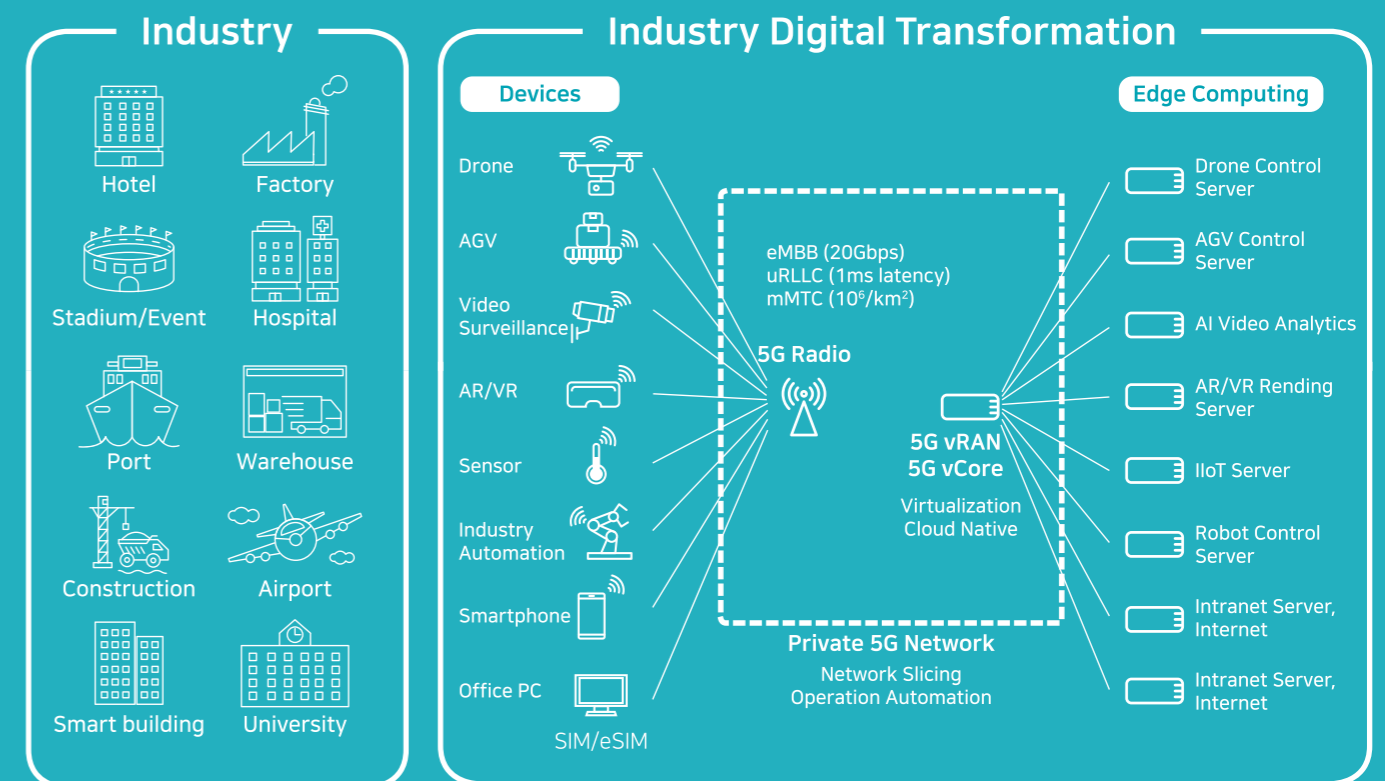 Industry
Hotel
Factory
Stadium/Event
Hospital
Port
Warehouse
Construction
Airport
Smart building
University
Industry Digital Transformation
Devices
Drone
AGV
Video
Surveillance
AR/VR
Sensor
Industry
Automation
Smartphone
Office PC
SIM/eSIM
eMBB (20Gbps)
uRLLC (1ms latency)
mMTC (10⁶/km²)
5G Radio
5G vRAN
5G vCore
Virtualization
Cloud Native
Private 5G Network
Network Slicing
Operation Automation
Edge Computing
Drone Control
Server
AGV Control
Server
AI Video Analytics
AR/VR Rending
Server
IIoT Server
Robot Control
Server
Intranet Server,
Internet
Intranet Server,
Internet